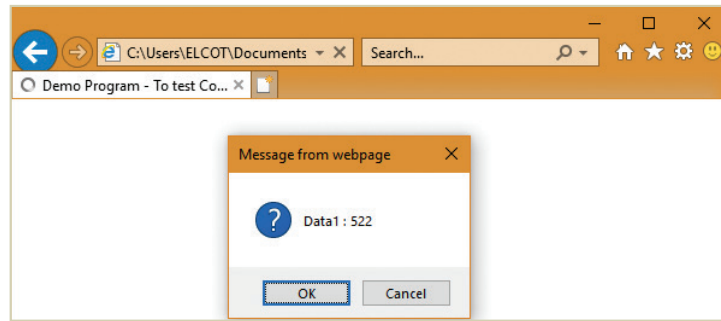 C:\Users\ELCOT\Documents
Search...
Demo Program - To test Co...
Message from webpage
?
Data1 : 522
OK
Cancel